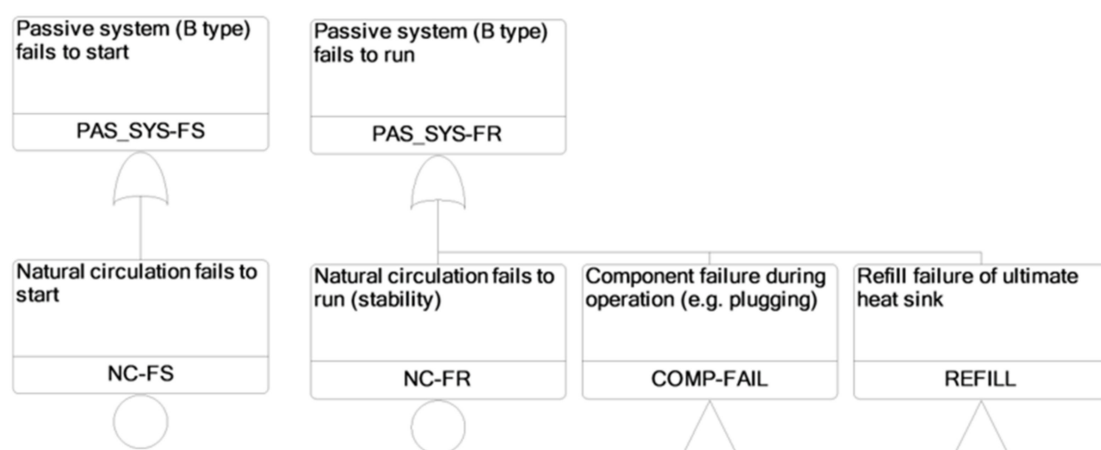 Passive system (B type)
fails to start
PAS_SYS-FS
Passive system (B type)
fails to run
PAS_SYS-FR
Natural circulation fails to
start
NC-FS
Natural circulation fails to
run (stability)
NC-FR
Component failure during
operation (e.g. plugging)
COMP-FAIL
Refill failure of ultimate
heat sink
REFILL